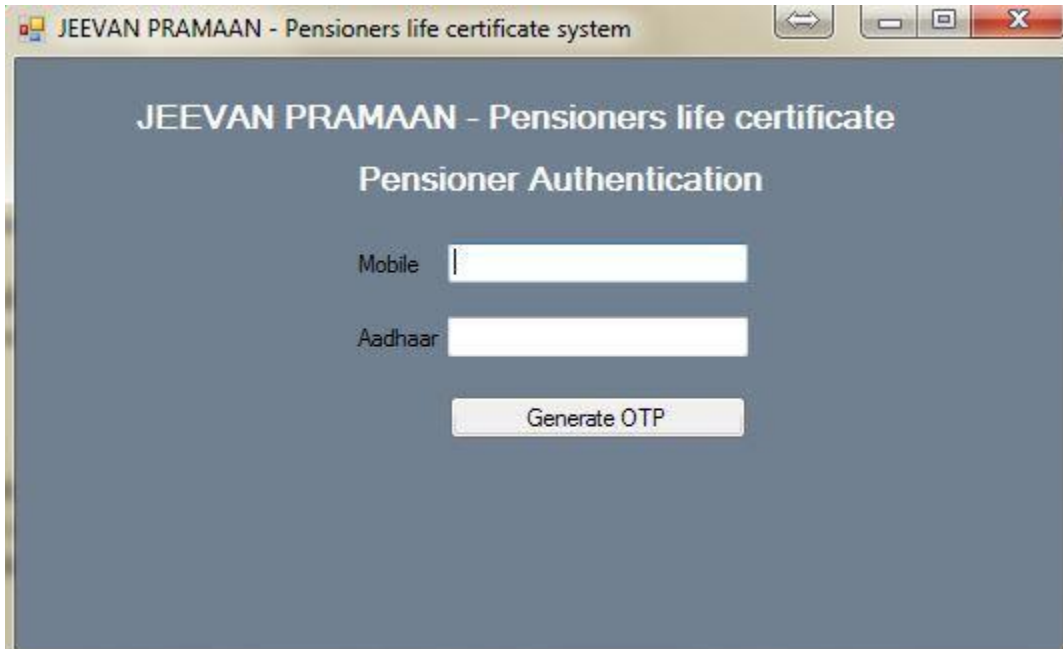 JEEVAN PRAMAAN - Pensioners life certificate system
JEEVAN PRAMAAN - Pensioners life certificate
Pensioner Authentication
Mobile
Aadhaar
Generate OTP